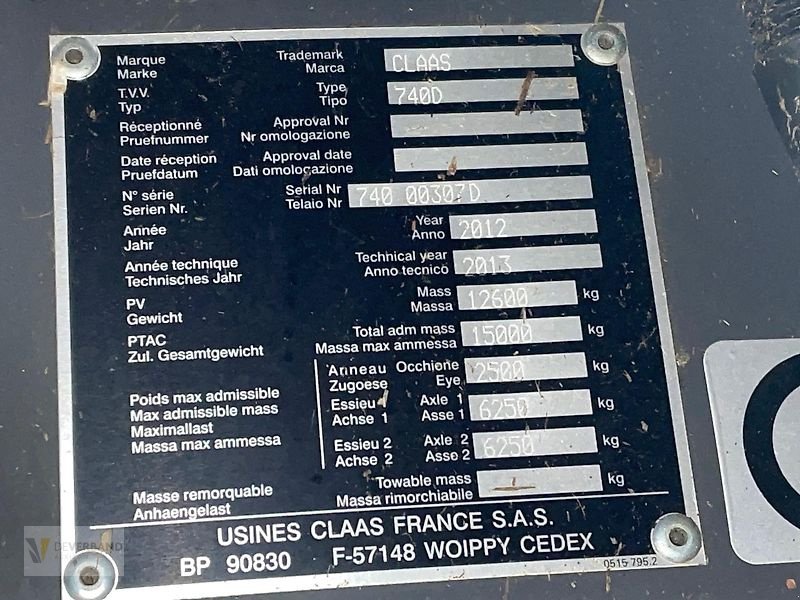 Marque Trademark CLAAS
Marke Marca
T.V.V. Type 740D
Typ Tipo
Réceptionné Approval Nr
Pruefnummer Nr omologazione
Date réception Approval date
Pruefdatum Dati omologazione
N° série Serial Nr 740 00307D
Serien Nr. Telaio Nr
Année Year 2012
Jahr Anno
Année technique Technical year 2013
Technisches Jahr Anno tecnico
PV Mass 12600 kg
Gewicht Massa
PTAC Total adm mass 15000 kg
Zul. Gesamtgewicht Massa max ammessa
Anneau Occhiene 2500 kg
Zugoese Eye
Poids max admissible Essieu 1 Axle 1 6250 kg
Max admissible mass Achse 1 Asse 1
Maximallast
Massa max ammessa Essieu 2 Axle 2 6250 kg
Achse 2 Asse 2
Masse remorquable Towable mass - kg
Anhaengelast Massa rimorchiabile
USINES CLAAS FRANCE S.A.S.
BP 90830 F-57148 WOIPPY CEDEX
0515 795.2